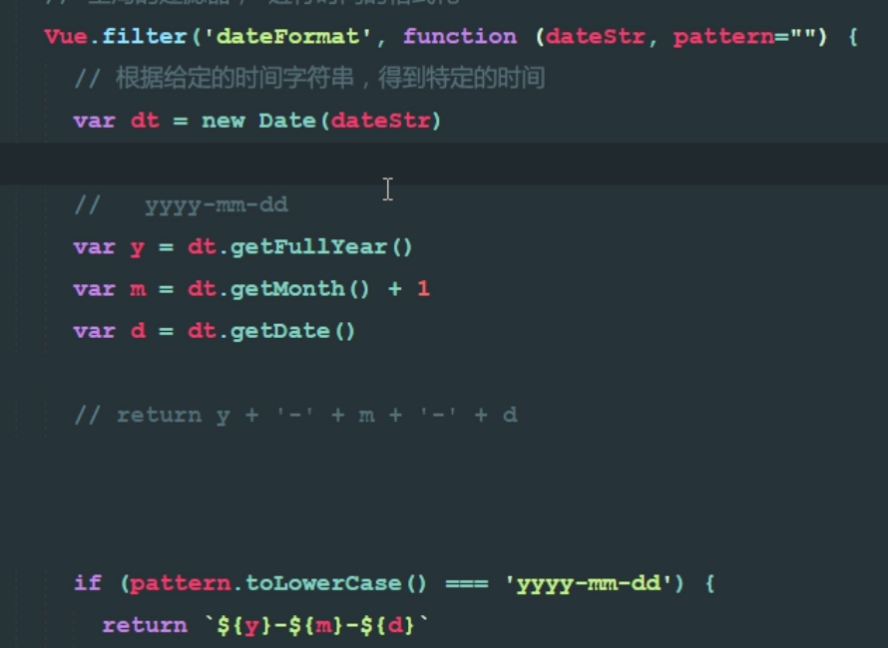 Vue.filter('dateFormat', function (dateStr, pattern="") {
// 根据给定的时间字符串，得到特定的时间
var dt = new Date(dateStr)
//   yyyy-mm-dd
var y = dt.getFullYear()
var m = dt.getMonth() + 1
var d = dt.getDate()
// return y + '-' + m + '-' + d
if (pattern.toLowerCase() === 'yyyy-mm-dd') {
return `${y}-${m}-${d}`